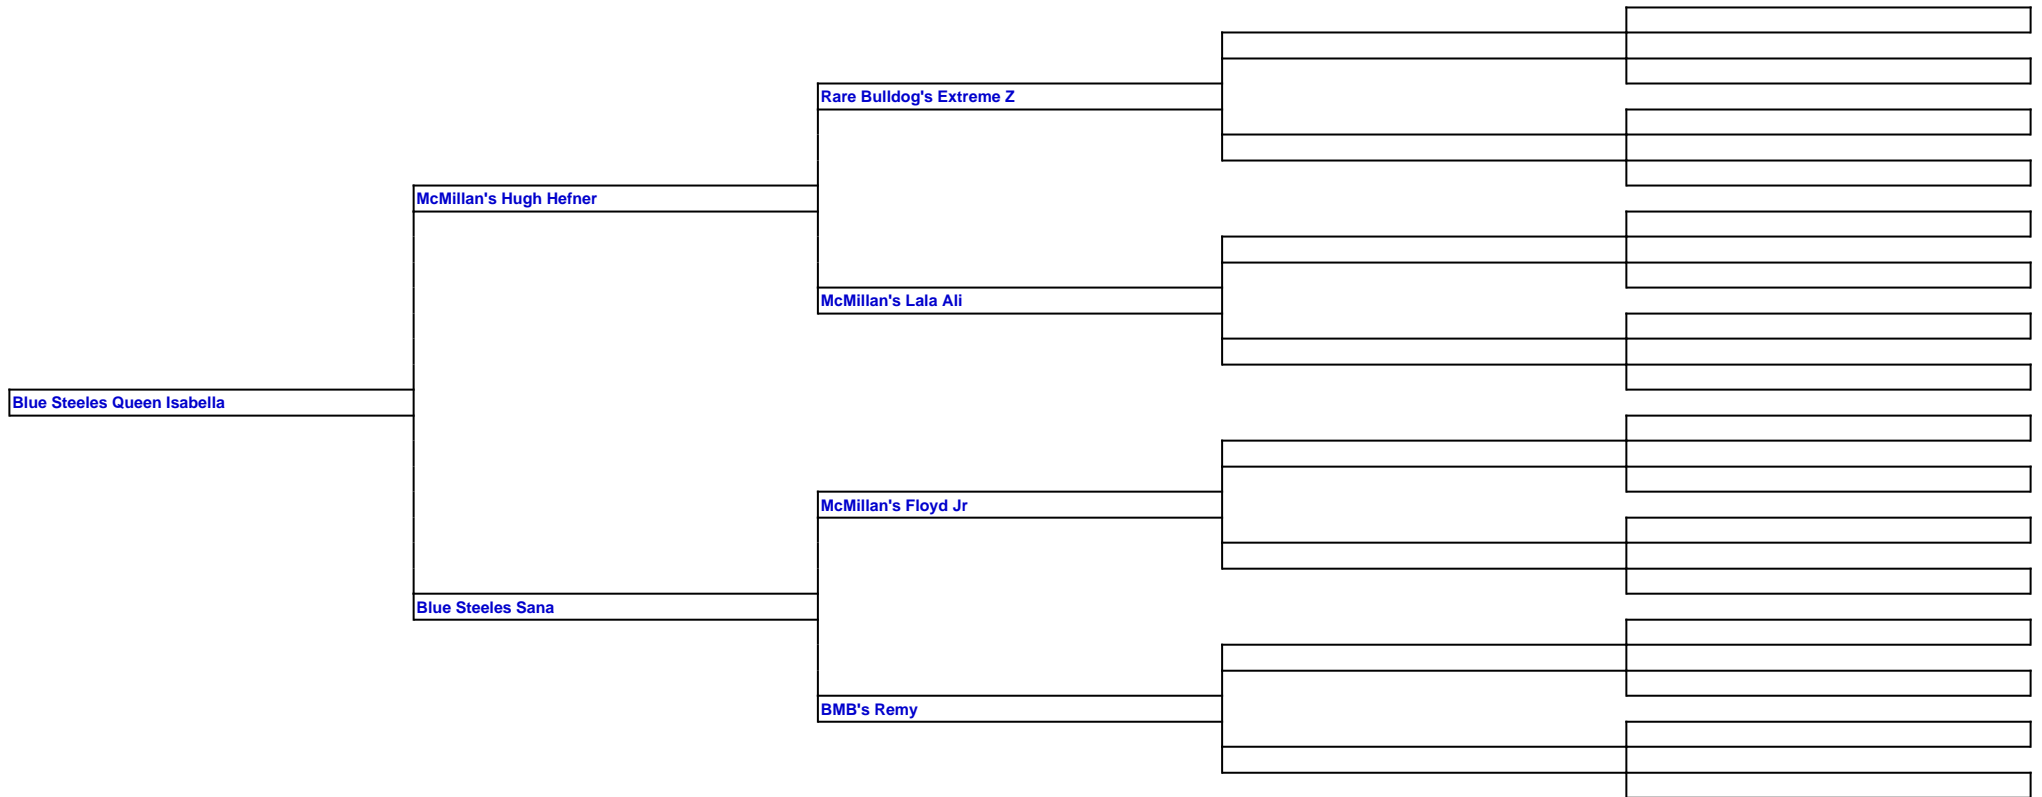 Rare Bulldog's Extreme Z
McMillan's Hugh Hefner
McMillan's Lala Ali
Blue Steeles Queen Isabella
McMillan's Floyd Jr
Blue Steeles Sana
BMB's Remy